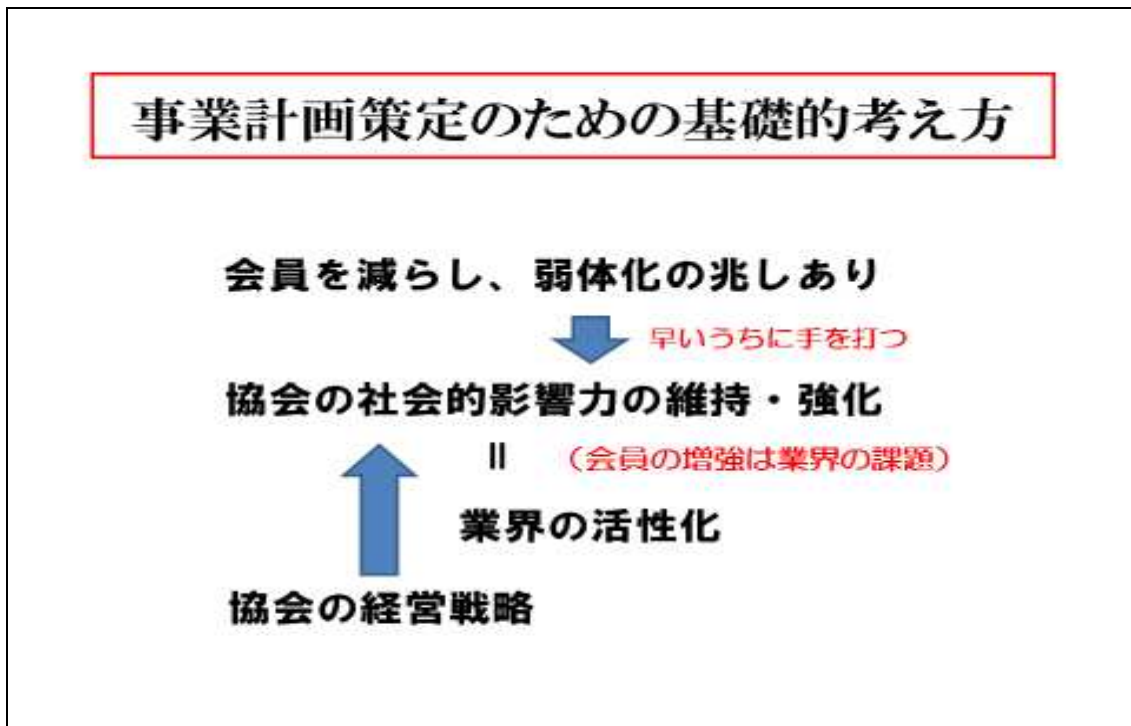 事業計画策定のための基礎的考え方
会員を減らし、弱体化の兆しあり
早いうちに手を打つ
協会の社会的影響力の維持・強化
＝ （会員の増強は業界の課題）
業界の活性化
協会の経営戦略